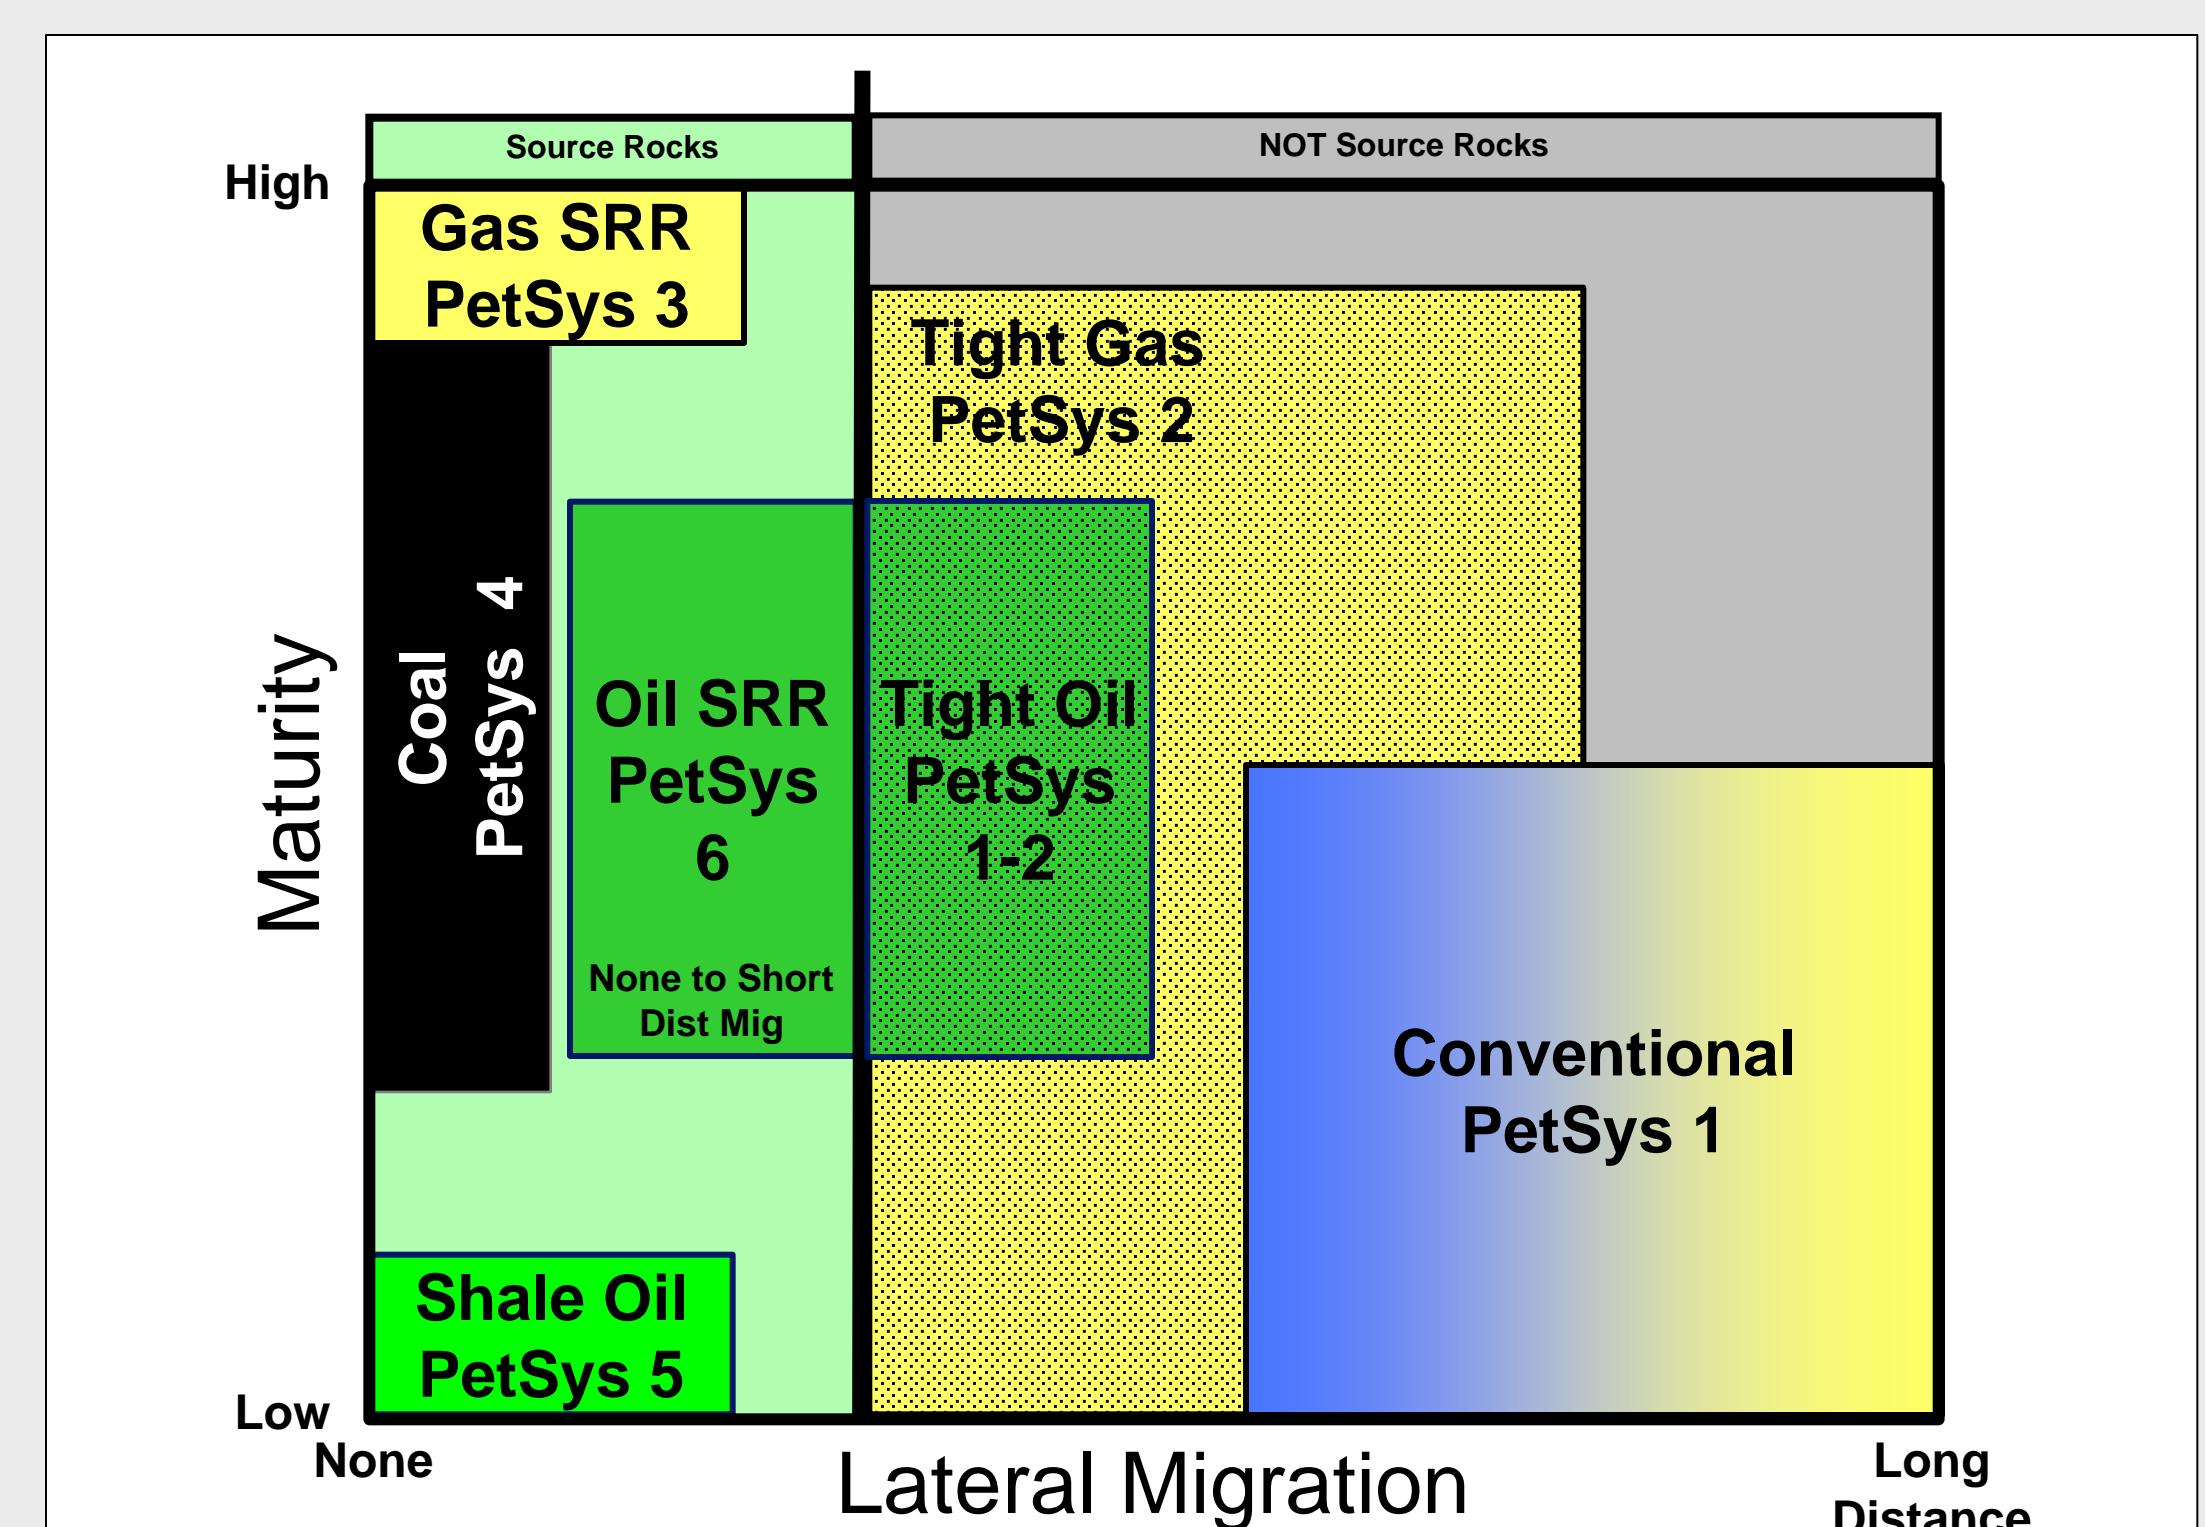 Source Rocks
NOT Source Rocks
High
Gas SRR
PetSys 3
Tight Gas
PetSys 2
Maturity
Coal
PetSys 4
Oil SRR
PetSys
6
None to Short
Dist Mig
Tight Oil
PetSys
1-2
Conventional
PetSys 1
Shale Oil
PetSys 5
Low
None
Lateral Migration
Long
Distance